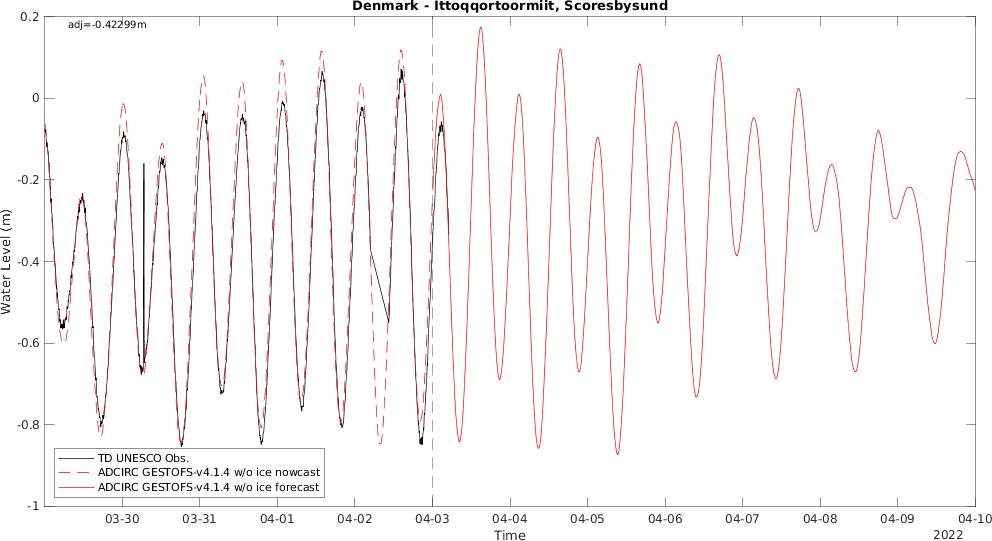 Denmark - Ittoqqortoormiit, Scoresbysund
adj=-0.42299m
0.2
0
-0.2
-0.4
-0.6
-0.8
-1
Water Level (m)
TD UNESCO Obs.
ADCIRC GESTOFS-v4.1.4 w/o ice nowcast
ADCIRC GESTOFS-v4.1.4 w/o ice forecast
03-30 03-31 04-01 04-02 04-03 04-04 04-05 04-06 04-07 04-08 04-09 04-10
Time
2022